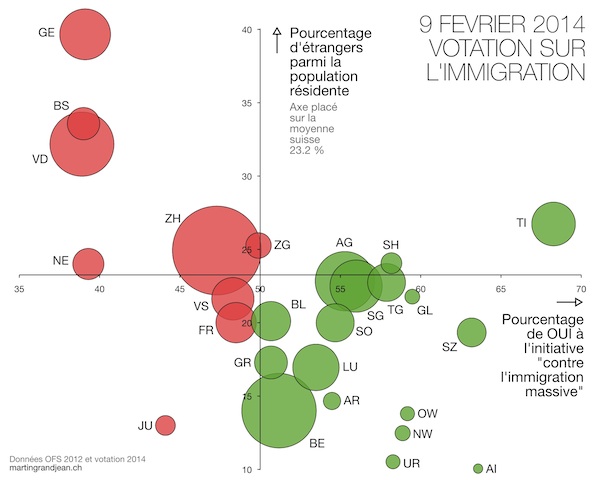 9 FEVRIER 2014
VOTATION SUR
L'IMMIGRATION
Pourcentage
d'étrangers
parmi la
population
résidente
Axe placé
sur la
moyenne
suisse
23.2 %
40
35
30
25
20
15
10
35
40
45
50
55
60
65
70
GE
BS
VD
ZH
ZG
NE
VS
FR
JU
TI
AG
SH
SG
TG
GL
BL
SO
SZ
GR
LU
AR
BE
OW
NW
UR
AI
Pourcentage
de OUI à
l'initiative
"contre
l'immigration
massive"
Données OFS 2012 et votation 2014
martingrandjean.ch